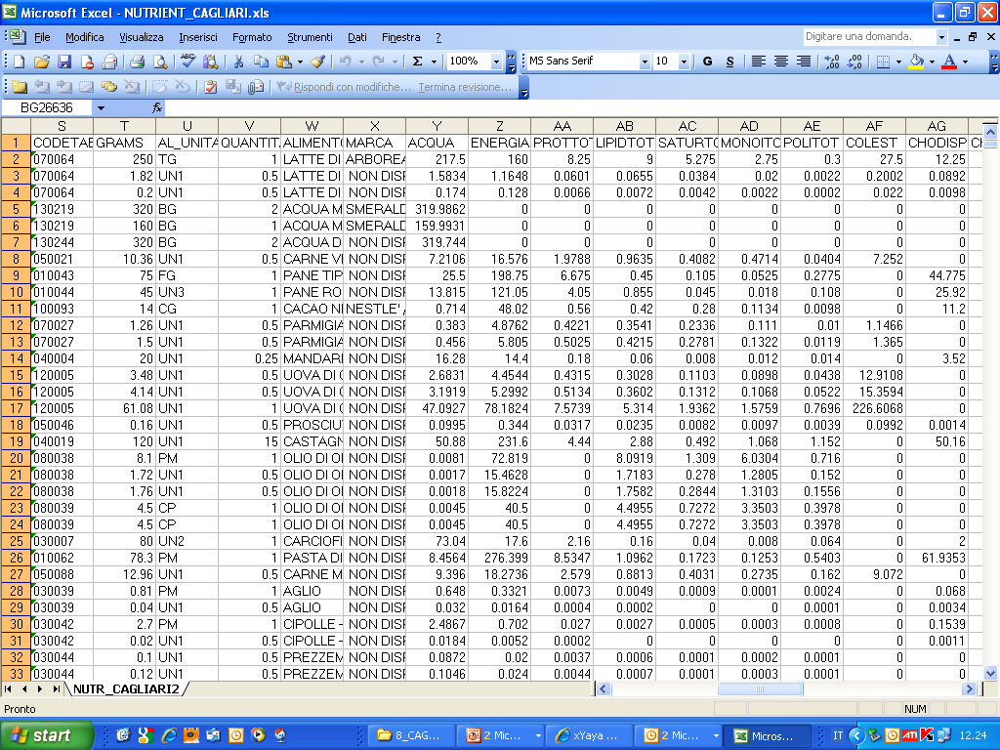 Microsoft Excel - NUTRIENT_CAGLIARI.xls
File Modifica Visualizza Inserisci Formato Strumenti Dati Finestra ? Digitare una domanda.
100% MS Sans Serif 10 G S
Rispondi con modifiche... Termina revisione...
BG26636 fx
S T U V W X Y Z AA AB AC AD AE AF AG
1 CODETAB GRAMS AL_UNITA QUANTIT ALIMENTO MARCA ACQUA ENERGIA PROTTOT LIPIDTOT SATURTO MONOITO POLITOT COLEST CHODISP CH
2 070064 250 TG 1 LATTE DI ARBOREA 217.5 160 8.25 9 5.275 2.75 0.3 27.5 12.25
3 070064 1.82 UN1 0.5 LATTE DI NON DISP 1.5834 1.1648 0.0601 0.0655 0.0384 0.02 0.0022 0.2002 0.0892
4 070064 0.2 UN1 0.5 LATTE DI NON DISP 0.174 0.128 0.0066 0.0072 0.0042 0.0022 0.0002 0.022 0.0098
5 130219 320 BG 2 ACQUA M SMERALD 319.9862 0 0 0 0 0 0 0 0
6 130219 160 BG 1 ACQUA M SMERALD 159.9931 0 0 0 0 0 0 0 0
7 130244 320 BG 2 ACQUA D NON DISP 319.744 0 0 0 0 0 0 0 0
8 050021 10.36 UN1 0.5 CARNE VI NON DISP 7.2106 16.576 1.9788 0.9635 0.4082 0.4714 0.0404 7.252 0
9 010043 75 FG 1 PANE TIP NON DISP 25.5 198.75 6.675 0.45 0.105 0.0525 0.2775 0 44.775
10 010044 45 UN3 1 PANE RO NON DISP 13.815 121.05 4.05 0.855 0.045 0.018 0.108 0 25.92
11 100093 14 CG 1 CACAO NI NESTLE' 0.714 48.02 0.56 0.42 0.28 0.1134 0.0098 0 11.2
12 070027 1.26 UN1 0.5 PARMIGIA NON DISP 0.383 4.8762 0.4221 0.3541 0.2336 0.111 0.01 1.1466 0
13 070027 1.5 UN1 0.5 PARMIGIA NON DISP 0.456 5.805 0.5025 0.4215 0.2781 0.1322 0.0119 1.365 0
14 040004 20 UN1 0.25 MANDARI NON DISP 16.28 14.4 0.18 0.06 0.008 0.012 0.014 0 3.52
15 120005 3.48 UN1 0.5 UOVA DI G NON DISP 2.6831 4.4544 0.4315 0.3028 0.1103 0.0898 0.0438 12.9108 0
16 120005 4.14 UN1 0.5 UOVA DI G NON DISP 3.1919 5.2992 0.5134 0.3602 0.1312 0.1068 0.0522 15.3594 0
17 120005 61.08 UN1 1 UOVA DI G NON DISP 47.0927 78.1824 7.5739 5.314 1.9362 1.5759 0.7696 226.6068 0
18 050046 0.16 UN1 0.5 PROSCIUT NON DISP 0.0995 0.344 0.0317 0.0235 0.0082 0.0097 0.0039 0.0992 0.0014
19 040019 120 UN1 15 CASTAGN NON DISP 50.88 231.6 4.44 2.88 0.492 1.068 1.152 0 50.16
20 080038 8.1 PM 1 OLIO DI OI NON DISP 0.0081 72.819 0 8.0919 1.309 6.0304 0.716 0 0
21 080038 1.72 UN1 0.5 OLIO DI OI NON DISP 0.0017 15.4628 0 1.7183 0.278 1.2805 0.152 0 0
22 080038 1.76 UN1 0.5 OLIO DI OI NON DISP 0.0018 15.8224 0 1.7582 0.2844 1.3103 0.1556 0 0
23 080039 4.5 CP 1 OLIO DI OI NON DISP 0.0045 40.5 0 4.4955 0.7272 3.3503 0.3978 0 0
24 080039 4.5 CP 1 OLIO DI OI NON DISP 0.0045 40.5 0 4.4955 0.7272 3.3503 0.3978 0 0
25 030007 80 UN2 1 CARCIOFI NON DISP 73.04 17.6 2.16 0.16 0.04 0.008 0.064 0 2
26 010062 78.3 PM 1 PASTA DI NON DISP 8.4564 276.399 8.5347 1.0962 0.1723 0.1253 0.5403 0 61.9353
27 050088 12.96 UN1 0.5 CARNE M NON DISP 9.396 18.2736 2.579 0.8813 0.4031 0.2735 0.162 9.072 0
28 030039 0.81 PM 1 AGLIO NON DISP 0.648 0.3321 0.0073 0.0049 0.0009 0.0001 0.0024 0 0.068
29 030039 0.04 UN1 0.5 AGLIO NON DISP 0.032 0.0164 0.0004 0.0002 0 0 0.0001 0 0.0034
30 030042 2.7 PM 1 CIPOLLE - NON DISP 2.4867 0.702 0.027 0.0027 0.0005 0.0003 0.0008 0 0.1539
31 030042 0.02 UN1 0.5 CIPOLLE - NON DISP 0.0184 0.0052 0.0002 0 0 0 0 0 0.0011
32 030044 0.1 UN1 0.5 PREZZEM NON DISP 0.0872 0.02 0.0037 0.0006 0.0001 0.0002 0.0001 0 0
33 030044 0.12 UN1 0.5 PREZZEM NON DISP 0.1046 0.024 0.0044 0.0007 0.0001 0.0003 0.0001 0 0
NUTR_CAGLIARI2
Pronto NUM
start 8_CAG... 2 Mic... xYaya ... 2 Mic... Micros... IT 12.24